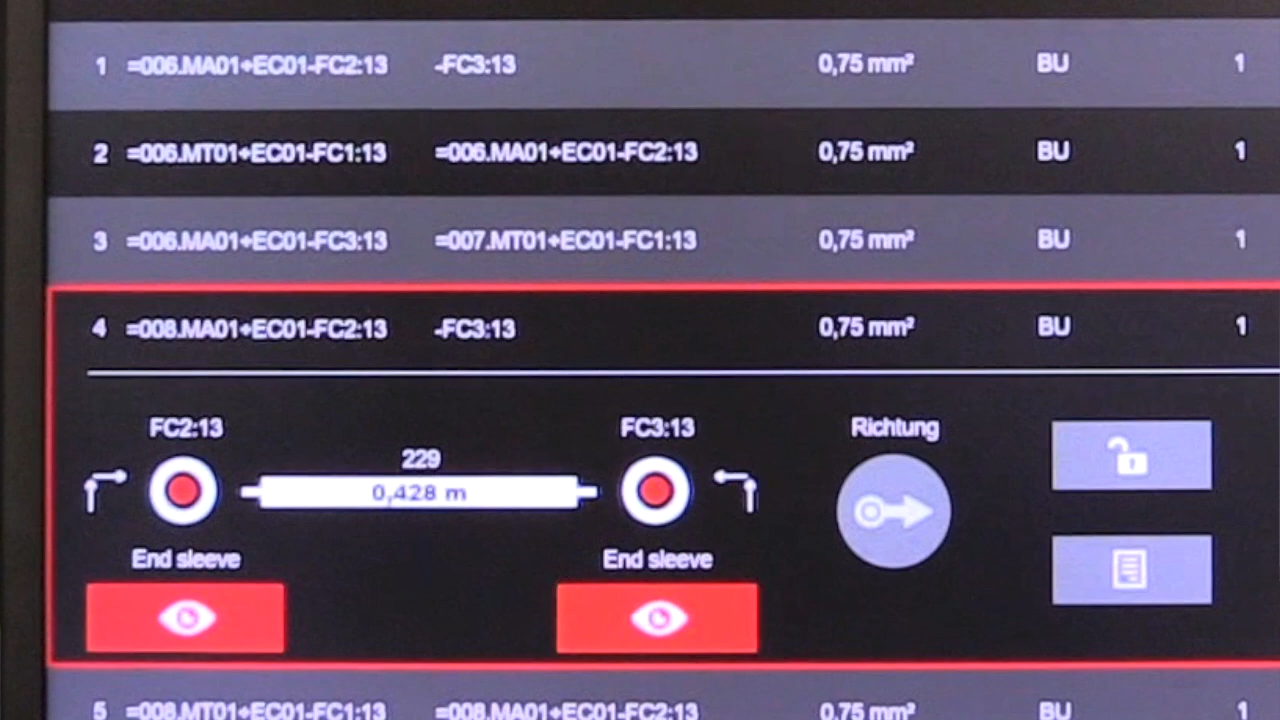 1 =006.MA01+EC01-FC2:13 -FC3:13 0,75 mm² BU 1
2 =006.MT01+EC01-FC1:13 =006.MA01+EC01-FC2:13 0,75 mm² BU 1
3 =006.MA01+EC01-FC3:13 =007.MT01+EC01-FC1:13 0,75 mm² BU 1
4 =008.MA01+EC01-FC2:13 -FC3:13 0,75 mm² BU 1
FC2:13 FC3:13 Richtung
229
0,428 m
End sleeve End sleeve
5 =008.MT01+EC01-FC1:13 =008.MA01+EC01-FC2:13 0,75 mm² BU 1